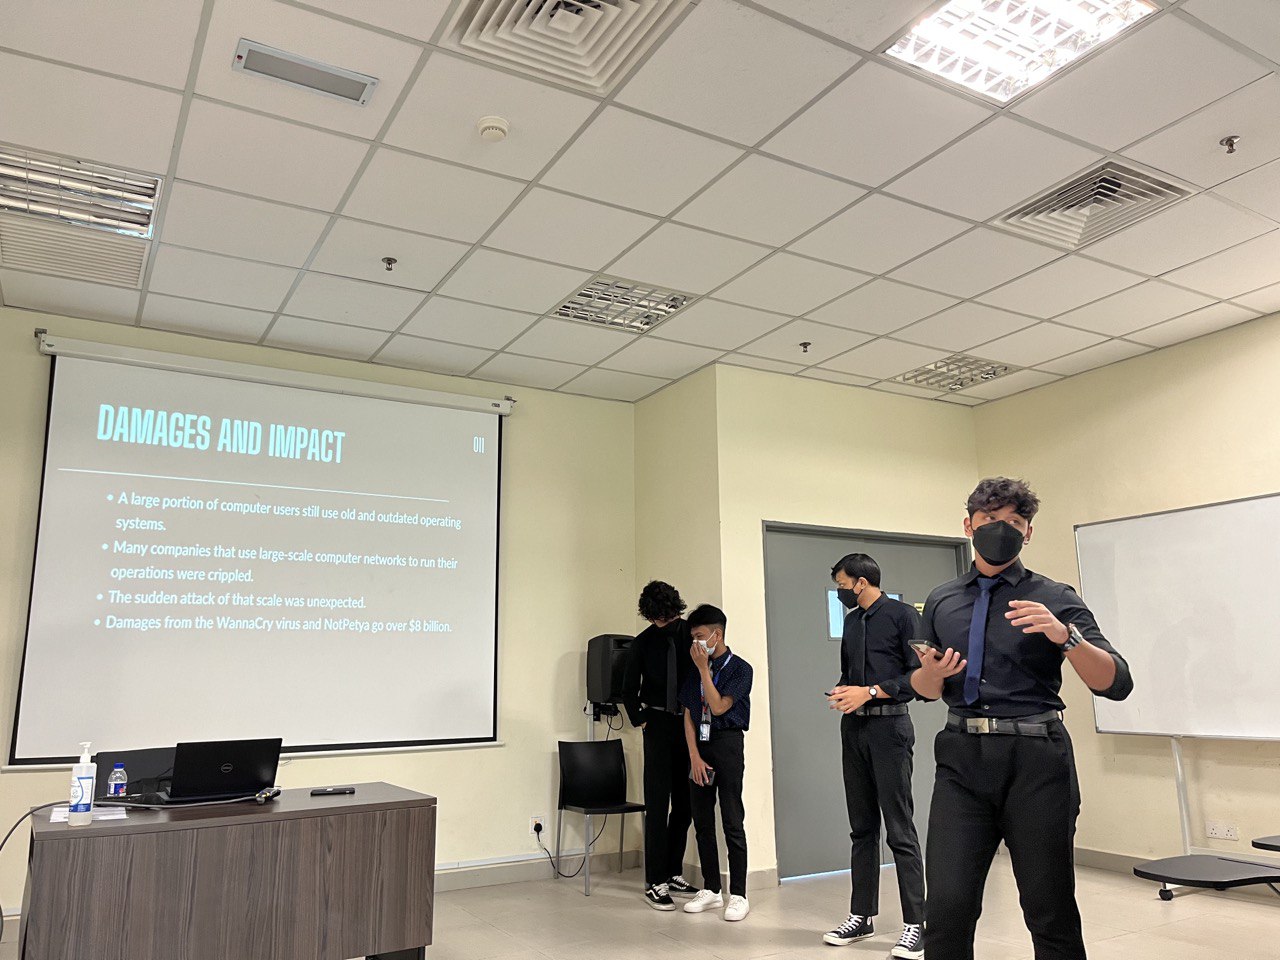 DAMAGES AND IMPACT
011
• A large portion of computer users still use old and outdated operating
systems.
• Many companies that use large-scale computer networks to run their
operations were crippled.
• The sudden attack of that scale was unexpected.
• Damages from the WannaCry virus and NotPetya go over $8 billion.
DELL